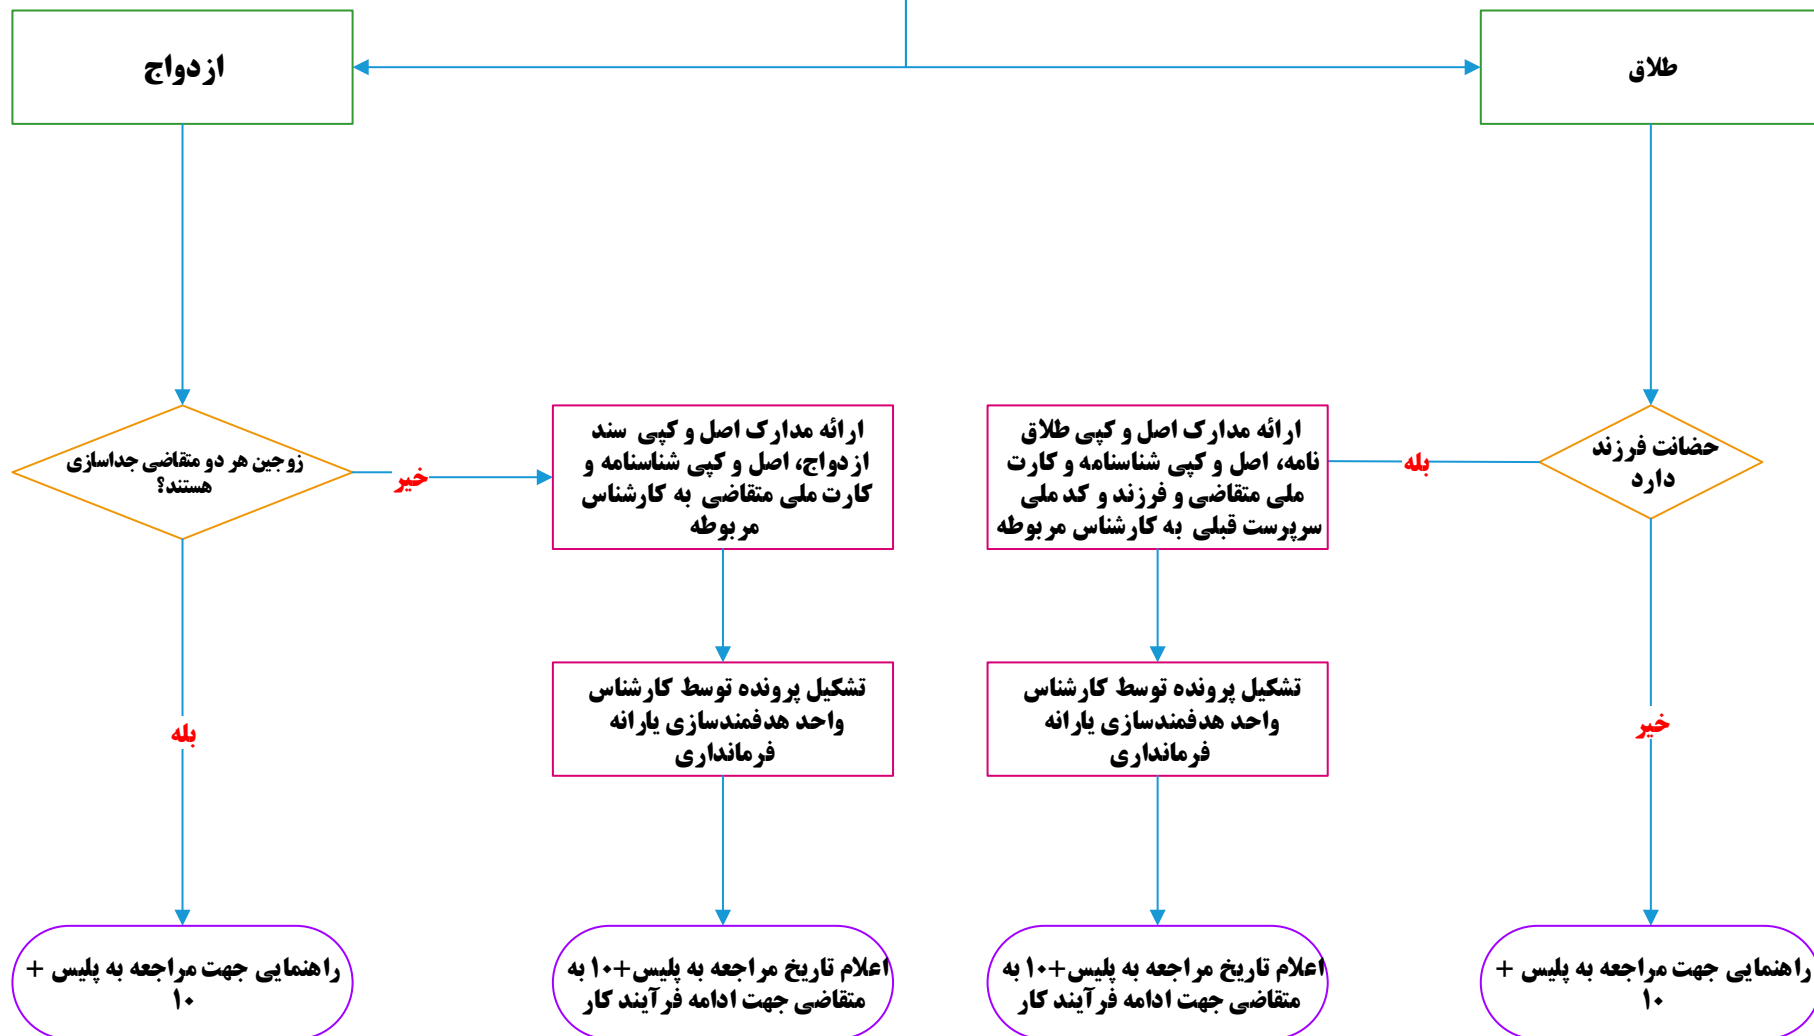 طلاق
ازدواج
حضانت فرزند
دارد
بله
ارائه مدارک اصل و کپی طلاق
نامه، اصل و کپی شناسنامه و کارت
ملی متقاضی و فرزند و کد ملی
سرپرست قبلی به کارشناس مربوطه
ارائه مدارک اصل و کپی سند
ازدواج، اصل و کپی شناسنامه و
کارت ملی متقاضی به کارشناس
مربوطه
خیر
زوجین هر دو متقاضی جداسازی
هستند؟
خیر
تشکیل پرونده توسط کارشناس
واحد هدفمندسازی یارانه
فرمانداری
تشکیل پرونده توسط کارشناس
واحد هدفمندسازی یارانه
فرمانداری
بله
راهنمایی جهت مراجعه به پلیس +
۱۰
اعلام تاریخ مراجعه به پلیس+۱۰ به
متقاضی جهت ادامه فرآیند کار
اعلام تاریخ مراجعه به پلیس+۱۰ به
متقاضی جهت ادامه فرآیند کار
راهنمایی جهت مراجعه به پلیس +
۱۰